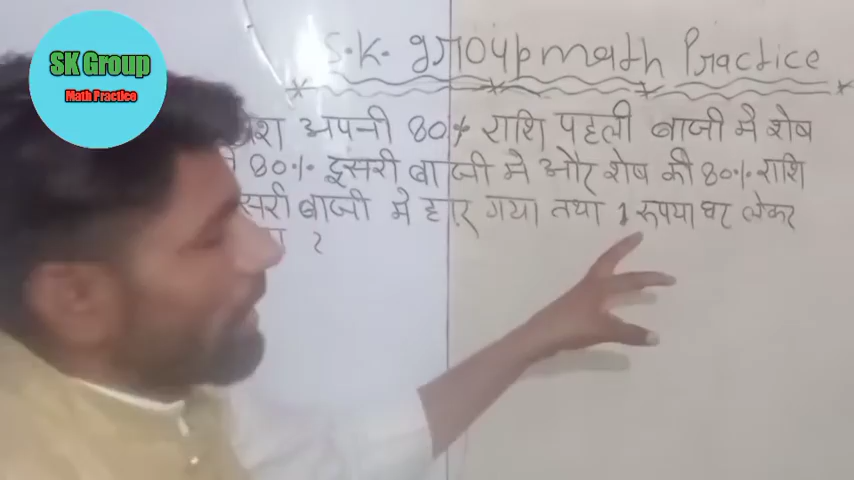 SK Group
Math Practice
S.K. group math Practice
अपनी 80% राशि पहली बाजी मे शेष
80% दूसरी बाजी मे और शेष की 80% राशि
बाजी मे हार गया तथा 1 रूपया घर लेकर
?